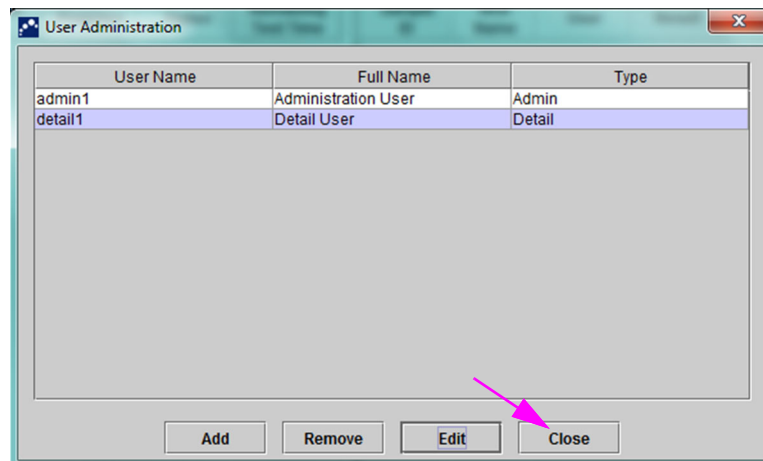 User Administration
User Name Full Name Type
admin1 Administration User Admin
detail1 Detail User Detail
Add Remove Edit Close